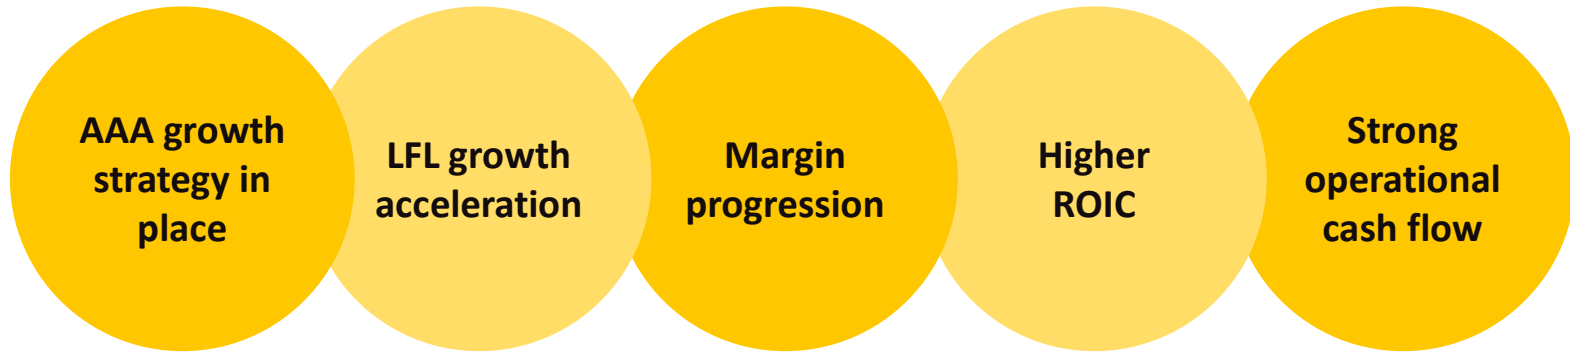 AAA growth
strategy in
place
LFL growth
acceleration
Margin
progression
Higher
ROIC
Strong
operational
cash flow